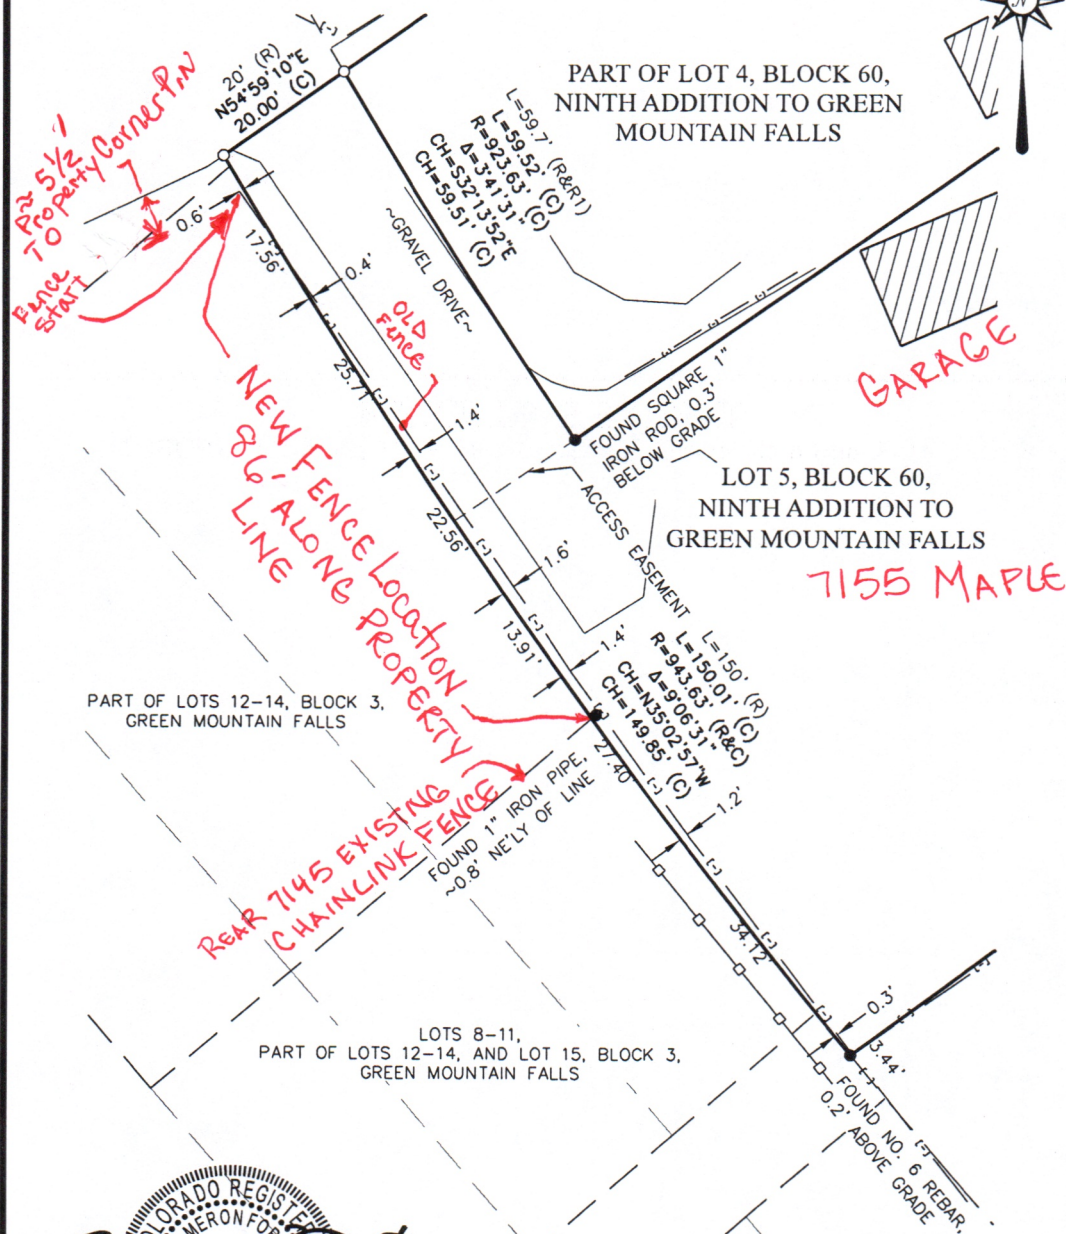 N
20' (R)
N54°59'10"E
20.00' (C)
PART OF LOT 4, BLOCK 60,
NINTH ADDITION TO GREEN
MOUNTAIN FALLS
L=59.7' (R&R1)
L=59.52' (C)
R=923.63' (C)
Δ=3°41'31" (C)
CH=S32°13'52"E
CH=59.51' (C)
≈ 5 1/2'
TO Property Corner Pin
Fence
Start
0.6'
17.56'
0.4'
~GRAVEL DRIVE~
OLD
Fence
25.71'
1.4'
GARAGE
FOUND SQUARE 1"
IRON ROD, 0.3'
BELOW GRADE
NEW FENCE LOCATION
86' ALONG PROPERTY
LINE
LOT 5, BLOCK 60,
NINTH ADDITION TO
GREEN MOUNTAIN FALLS
7155 MAPLE
ACCESS EASEMENT
22.56'
1.6'
13.91'
1.4'
L=150' (R)
L=150.01' (C)
R=943.63' (R&C)
Δ=9°06'31"
CH=N35°02'57"W
CH=149.85' (C)
PART OF LOTS 12-14, BLOCK 3,
GREEN MOUNTAIN FALLS
27.40'
FOUND 1" IRON PIPE,
~0.8' NE'LY OF LINE
REAR 7145 EXISTING
CHAINLINK FENCE
1.2'
34.12'
0.3'
3.44'
LOTS 8-11,
PART OF LOTS 12-14, AND LOT 15, BLOCK 3,
GREEN MOUNTAIN FALLS
FOUND NO. 6 REBAR,
0.2' ABOVE GRADE
COLORADO REGISTE
MERON FOR